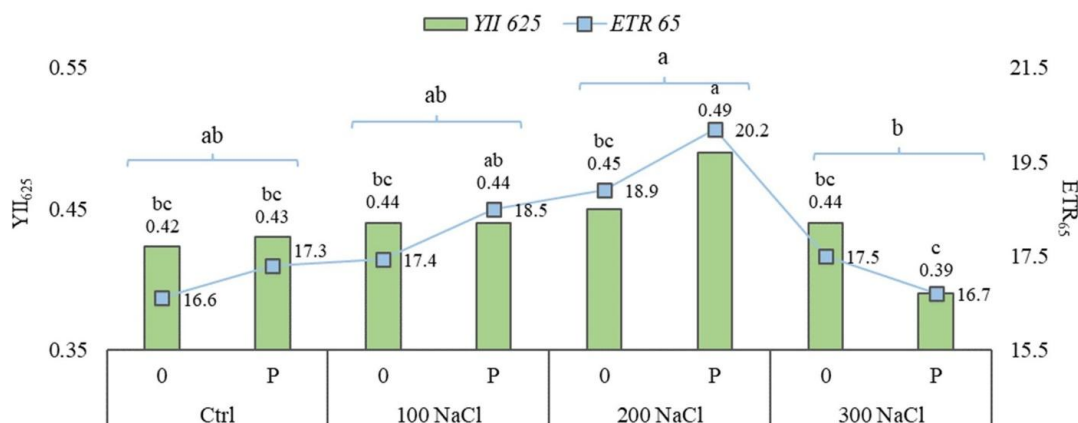 YII 625 ETR 65
0.55 21.5
a
a
ab 0.49 20.2
ab bc b
ab 0.45 19.5
bc bc 0.44 18.9 bc
bc 0.43 0.44 18.5 0.44
0.42
YII625 0.45 ETR65
17.3 17.4 17.5 17.5
c
0.39
16.6 16.7
0.35 15.5
0 P 0 P 0 P 0 P
Ctrl 100 NaCl 200 NaCl 300 NaCl